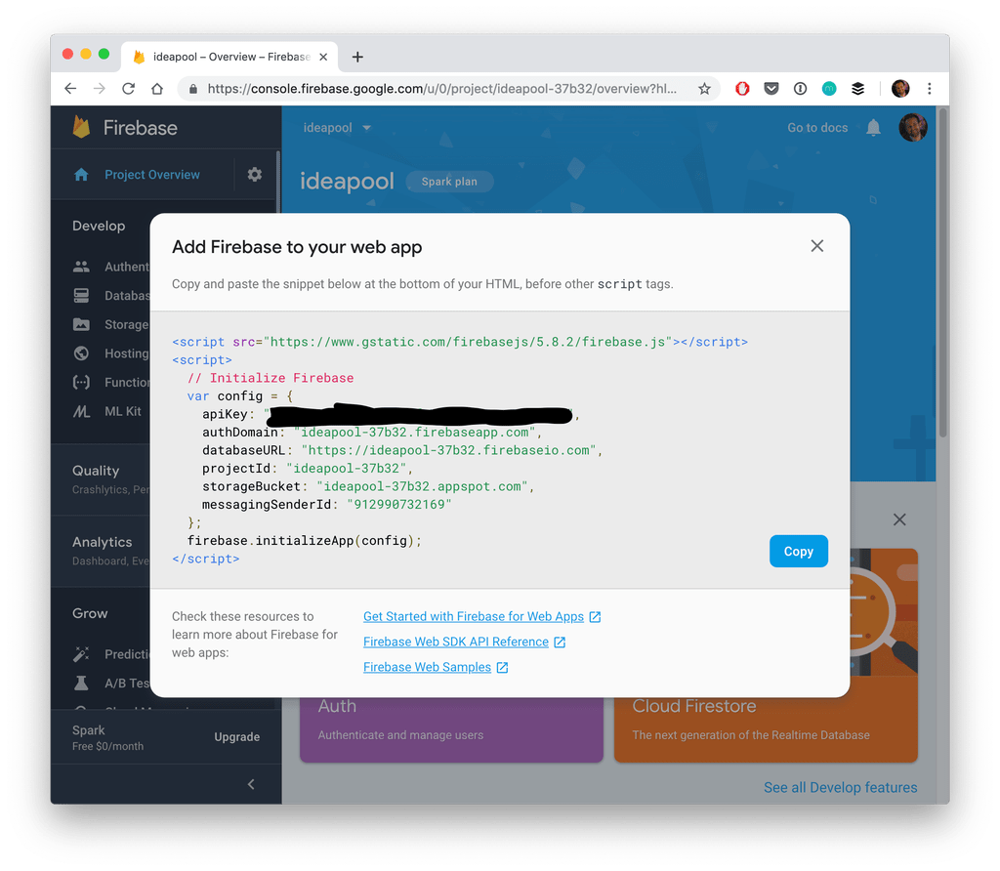 ideapool – Overview – Firebase
https://console.firebase.google.com/u/0/project/ideapool-37b32/overview?hl...
Firebase
ideapool
Go to docs
Project Overview
ideapool
Spark plan
Develop
Authent
Databas
Storage
Hosting
Function
ML Kit
Quality
Crashlytics, Per
Analytics
Dashboard, Eve
Grow
Predicti
A/B Tes
Spark
Free $0/month
Upgrade
Add Firebase to your web app
Copy and paste the snippet below at the bottom of your HTML, before other script tags.
<script src="https://www.gstatic.com/firebasejs/5.8.2/firebase.js"></script>
<script>
// Initialize Firebase
var config = {
apiKey: "",
authDomain: "ideapool-37b32.firebaseapp.com",
databaseURL: "https://ideapool-37b32.firebaseio.com",
projectId: "ideapool-37b32",
storageBucket: "ideapool-37b32.appspot.com",
messagingSenderId: "912990732169"
};
firebase.initializeApp(config);
</script>
Copy
Check these resources to
learn more about Firebase for
web apps:
Get Started with Firebase for Web Apps
Firebase Web SDK API Reference
Firebase Web Samples
Auth
Authenticate and manage users
Cloud Firestore
The next generation of the Realtime Database
See all Develop features